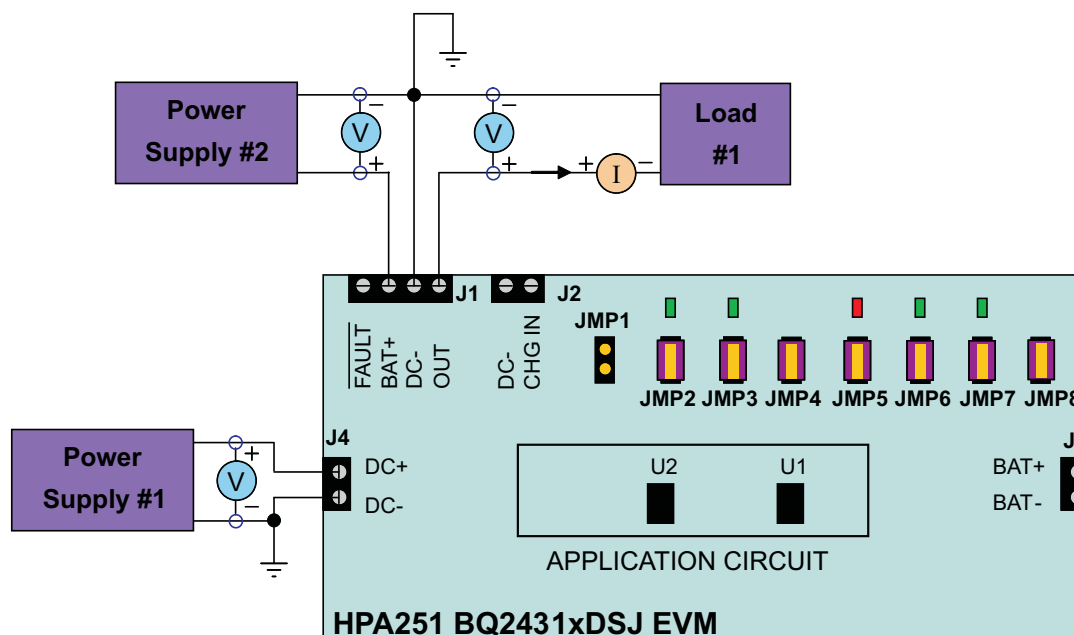 Power
Supply #2
−
V
+
−
V
+
+
I
−
Load
#1
J1
J2
FAULT
BAT+
DC-
OUT
DC-
CHG IN
JMP1
JMP2
JMP3
JMP4
JMP5
JMP6
JMP7
JMP8
Power
Supply #1
+
V
−
J4
DC+
DC-
U2
U1
APPLICATION CIRCUIT
J
BAT+
BAT-
HPA251 BQ2431xDSJ EVM